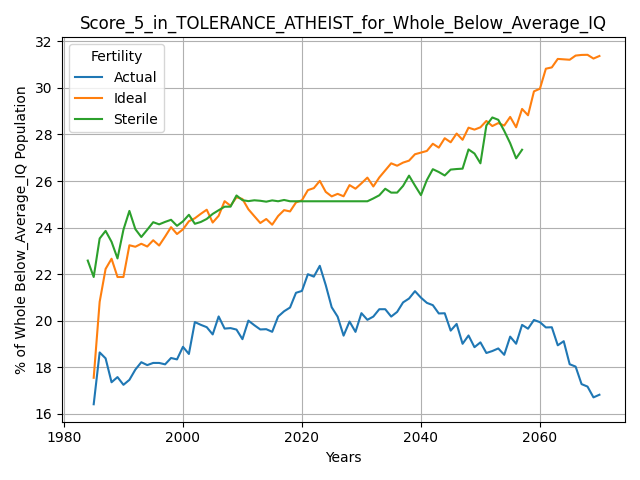 Score_5_in_TOLERANCE_ATHEIST_for_Whole_Below_Average_IQ
% of Whole Below_Average_IQ Population
32
30
28
26
24
22
20
18
16
Fertility
Actual
Ideal
Sterile
1980 2000 2020 2040 2060
Years